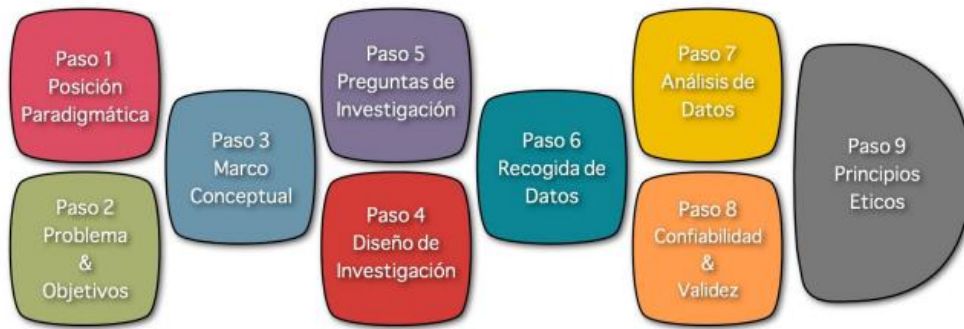 Paso 1
Posición
Paradigmática
Paso 2
Problema
&
Objetivos
Paso 3
Marco
Conceptual
Paso 5
Preguntas de
Investigación
Paso 4
Diseño de
Investigación
Paso 6
Recogida de
Datos
Paso 7
Análisis de
Datos
Paso 8
Confiabilidad
&
Validez
Paso 9
Principios
Eticos